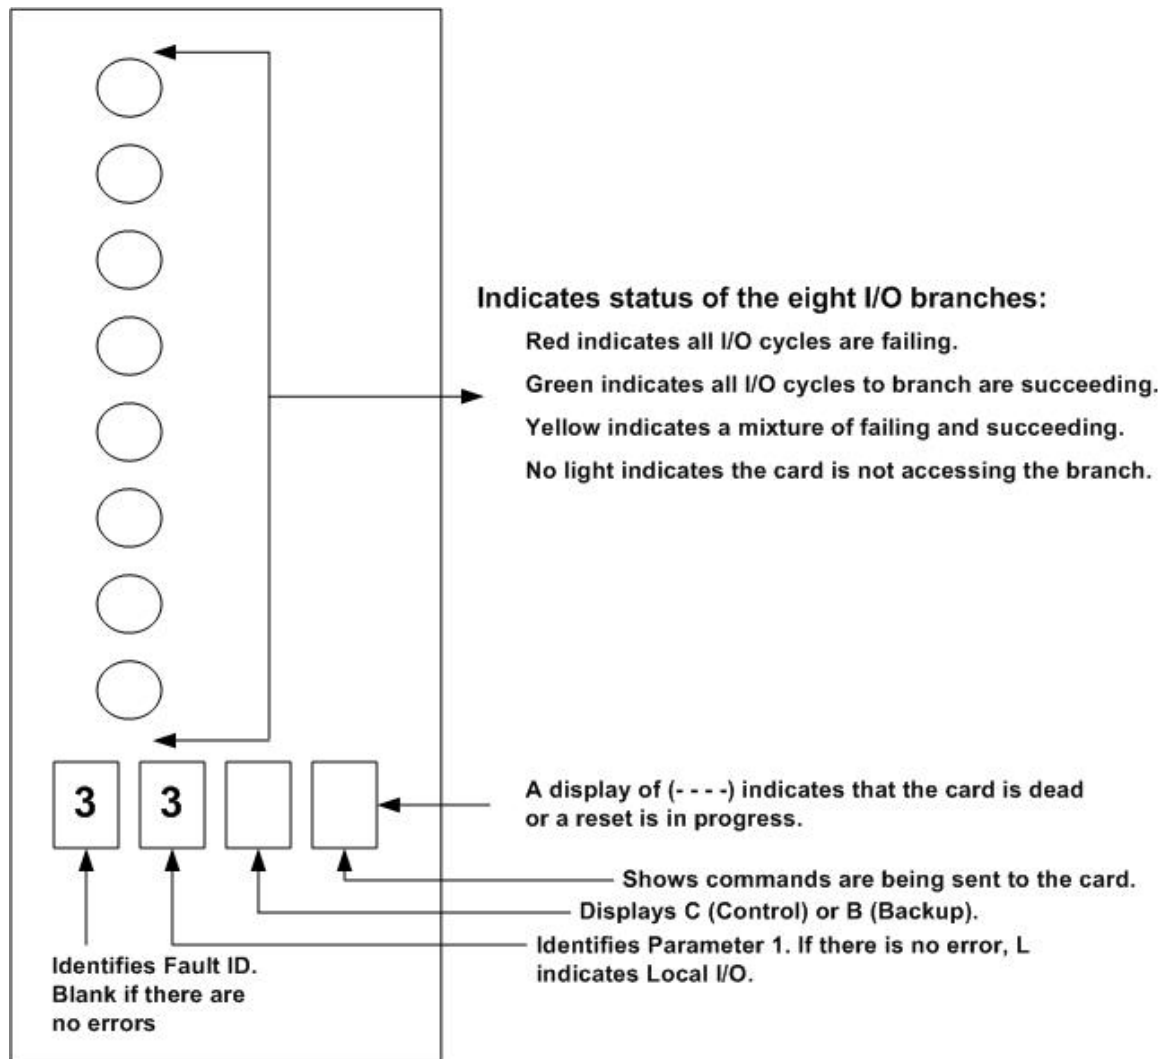 Indicates status of the eight I/O branches:
Red indicates all I/O cycles are failing.
Green indicates all I/O cycles to branch are succeeding.
Yellow indicates a mixture of failing and succeeding.
No light indicates the card is not accessing the branch.
3 3
A display of (- - - -) indicates that the card is dead
or a reset is in progress.
Shows commands are being sent to the card.
Displays C (Control) or B (Backup).
Identifies Parameter 1. If there is no error, L
indicates Local I/O.
Identifies Fault ID.
Blank if there are
no errors